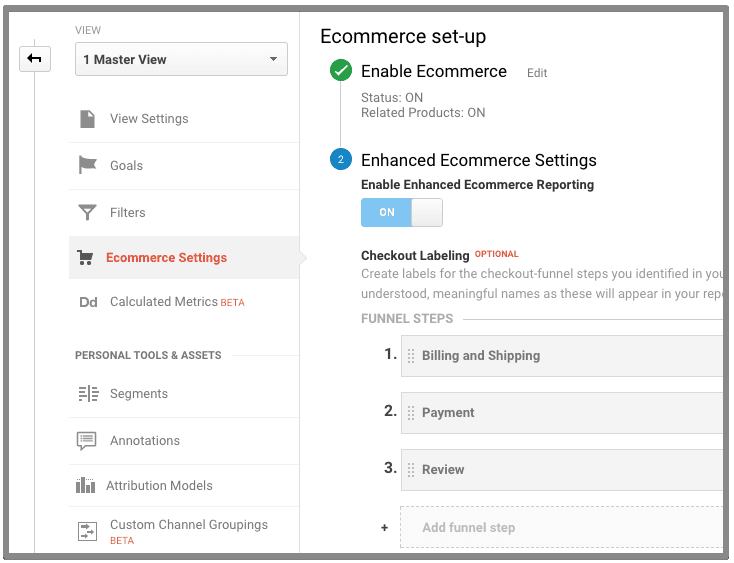 VIEW
1 Master View
View Settings
Goals
Filters
Ecommerce Settings
Dd Calculated Metrics BETA
PERSONAL TOOLS & ASSETS
Segments
Annotations
Attribution Models
Custom Channel Groupings
BETA
Ecommerce set-up
Enable Ecommerce Edit
Status: ON
Related Products: ON
2 Enhanced Ecommerce Settings
Enable Enhanced Ecommerce Reporting
ON
Checkout Labeling OPTIONAL
Create labels for the checkout-funnel steps you identified in you
understood, meaningful names as these will appear in your repo
FUNNEL STEPS
1. Billing and Shipping
2. Payment
3. Review
+ Add funnel step